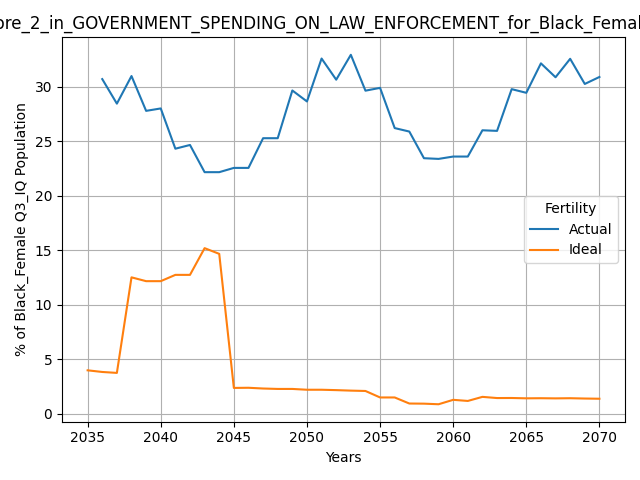 ore_2_in_GOVERNMENT_SPENDING_ON_LAW_ENFORCEMENT_for_Black_Femal
% of Black_Female Q3_IQ Population
30
25
20
15
10
5
0
Fertility
Actual
Ideal
2035 2040 2045 2050 2055 2060 2065 2070
Years